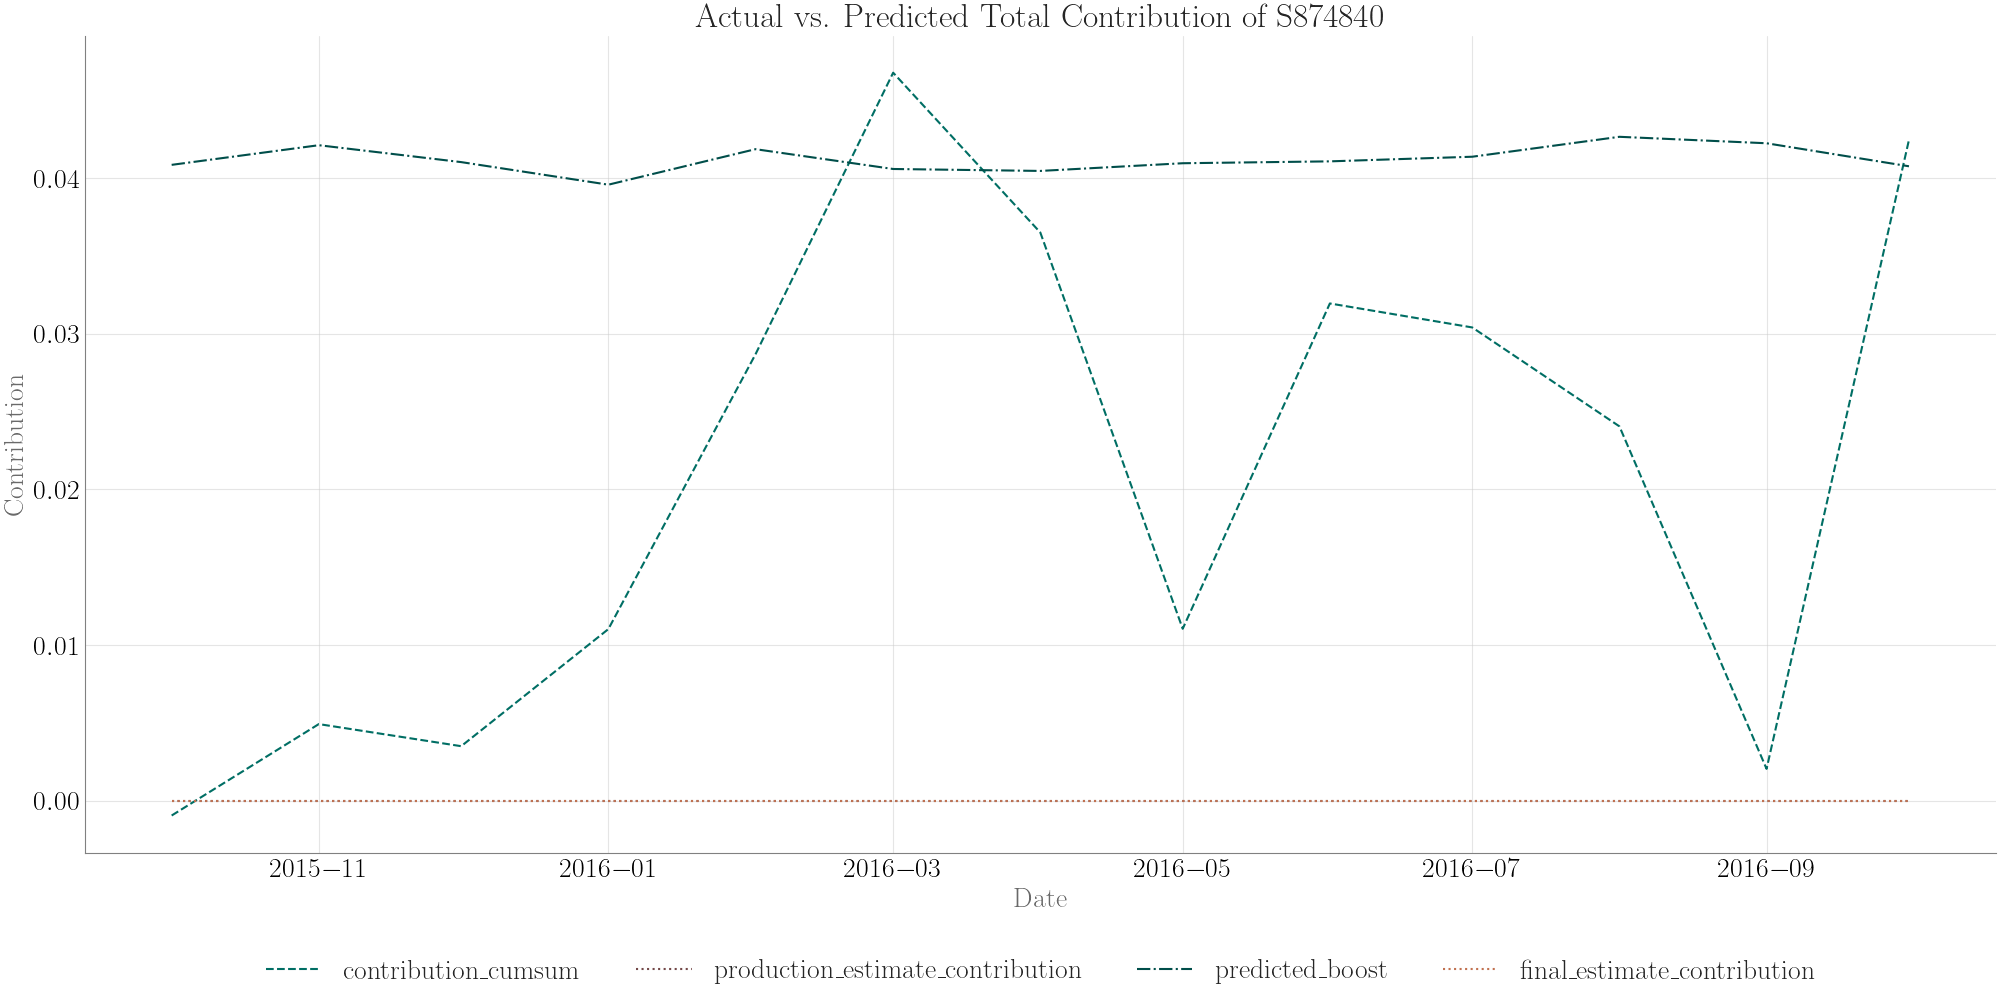 Actual vs. Predicted Total Contribution of S874840
Contribution
0.04
0.03
0.02
0.01
0.00
2015–11 2016–01 2016–03 2016–05 2016–07 2016–09
Date
contribution_cumsum production_estimate_contribution predicted_boost final_estimate_contribution